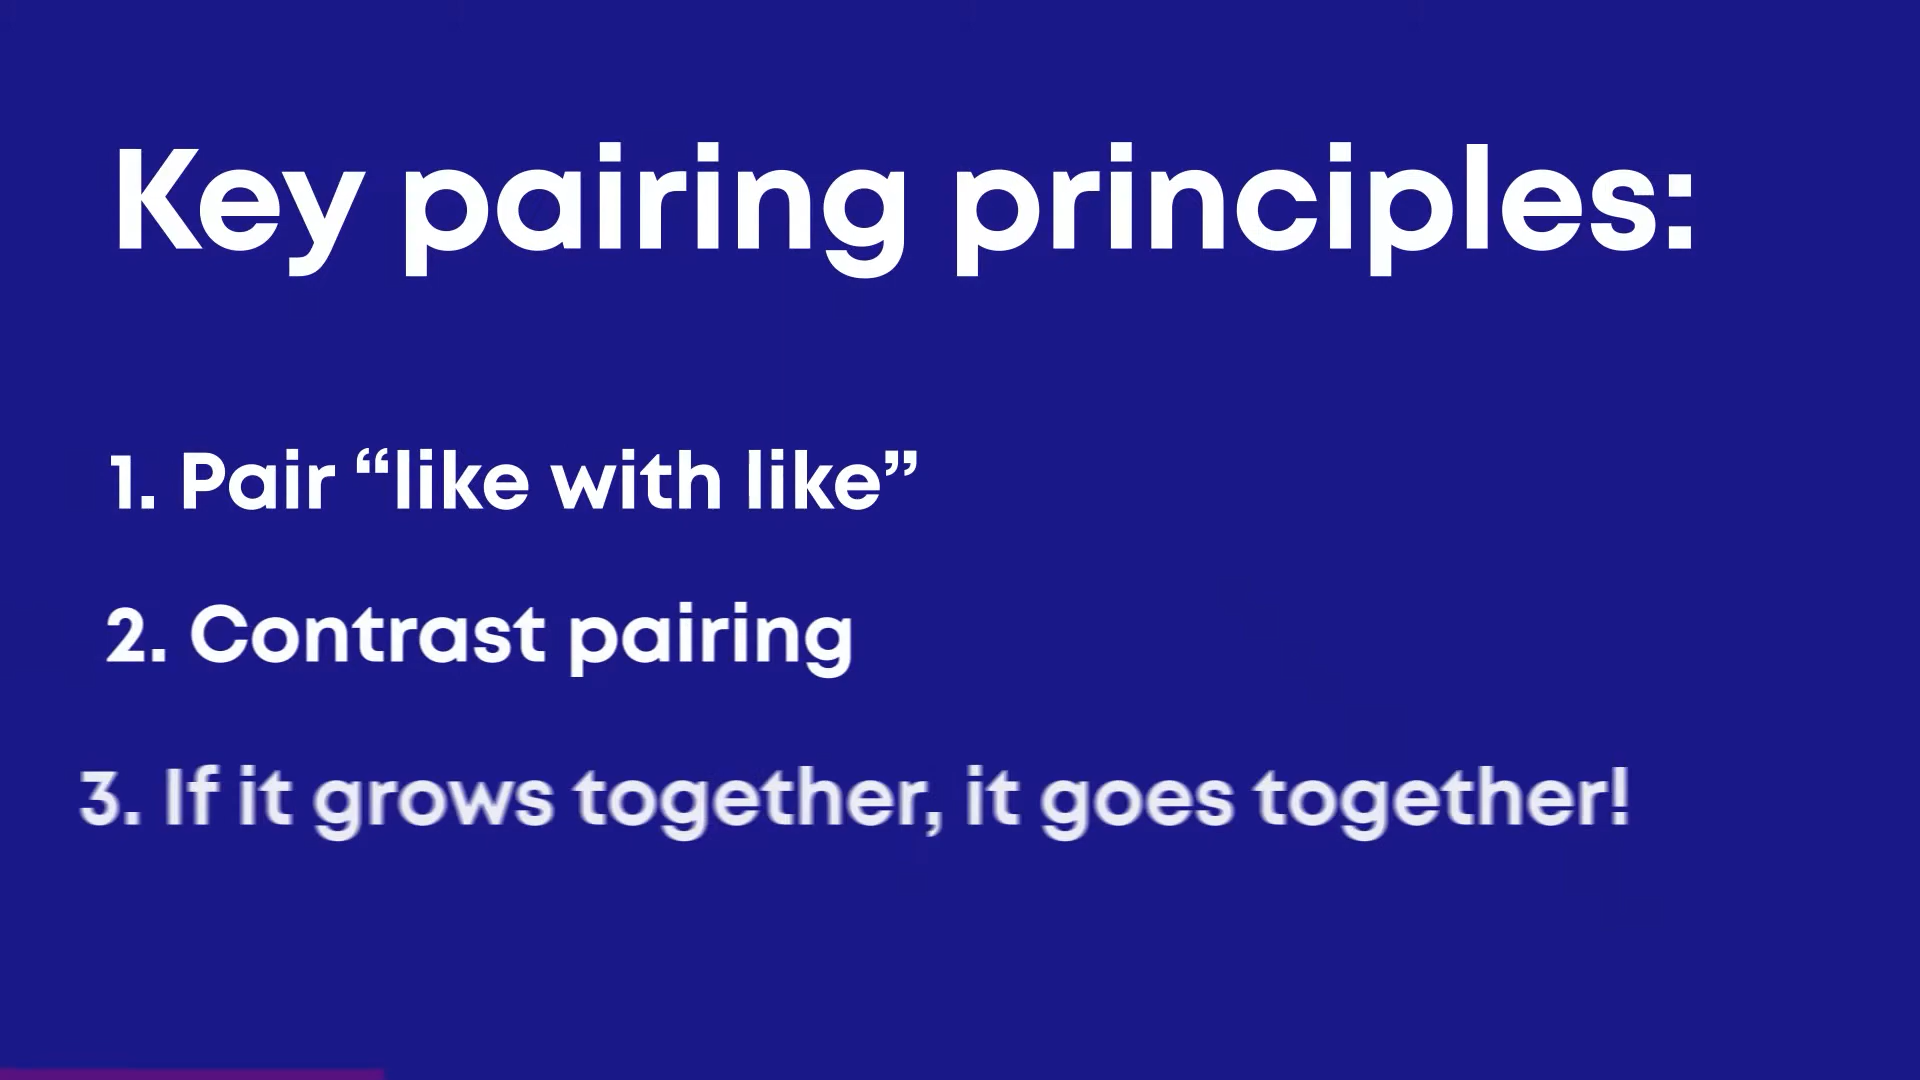 Key pairing principles:
1. Pair “like with like”
2. Contrast pairing
3. If it grows together, it goes together!